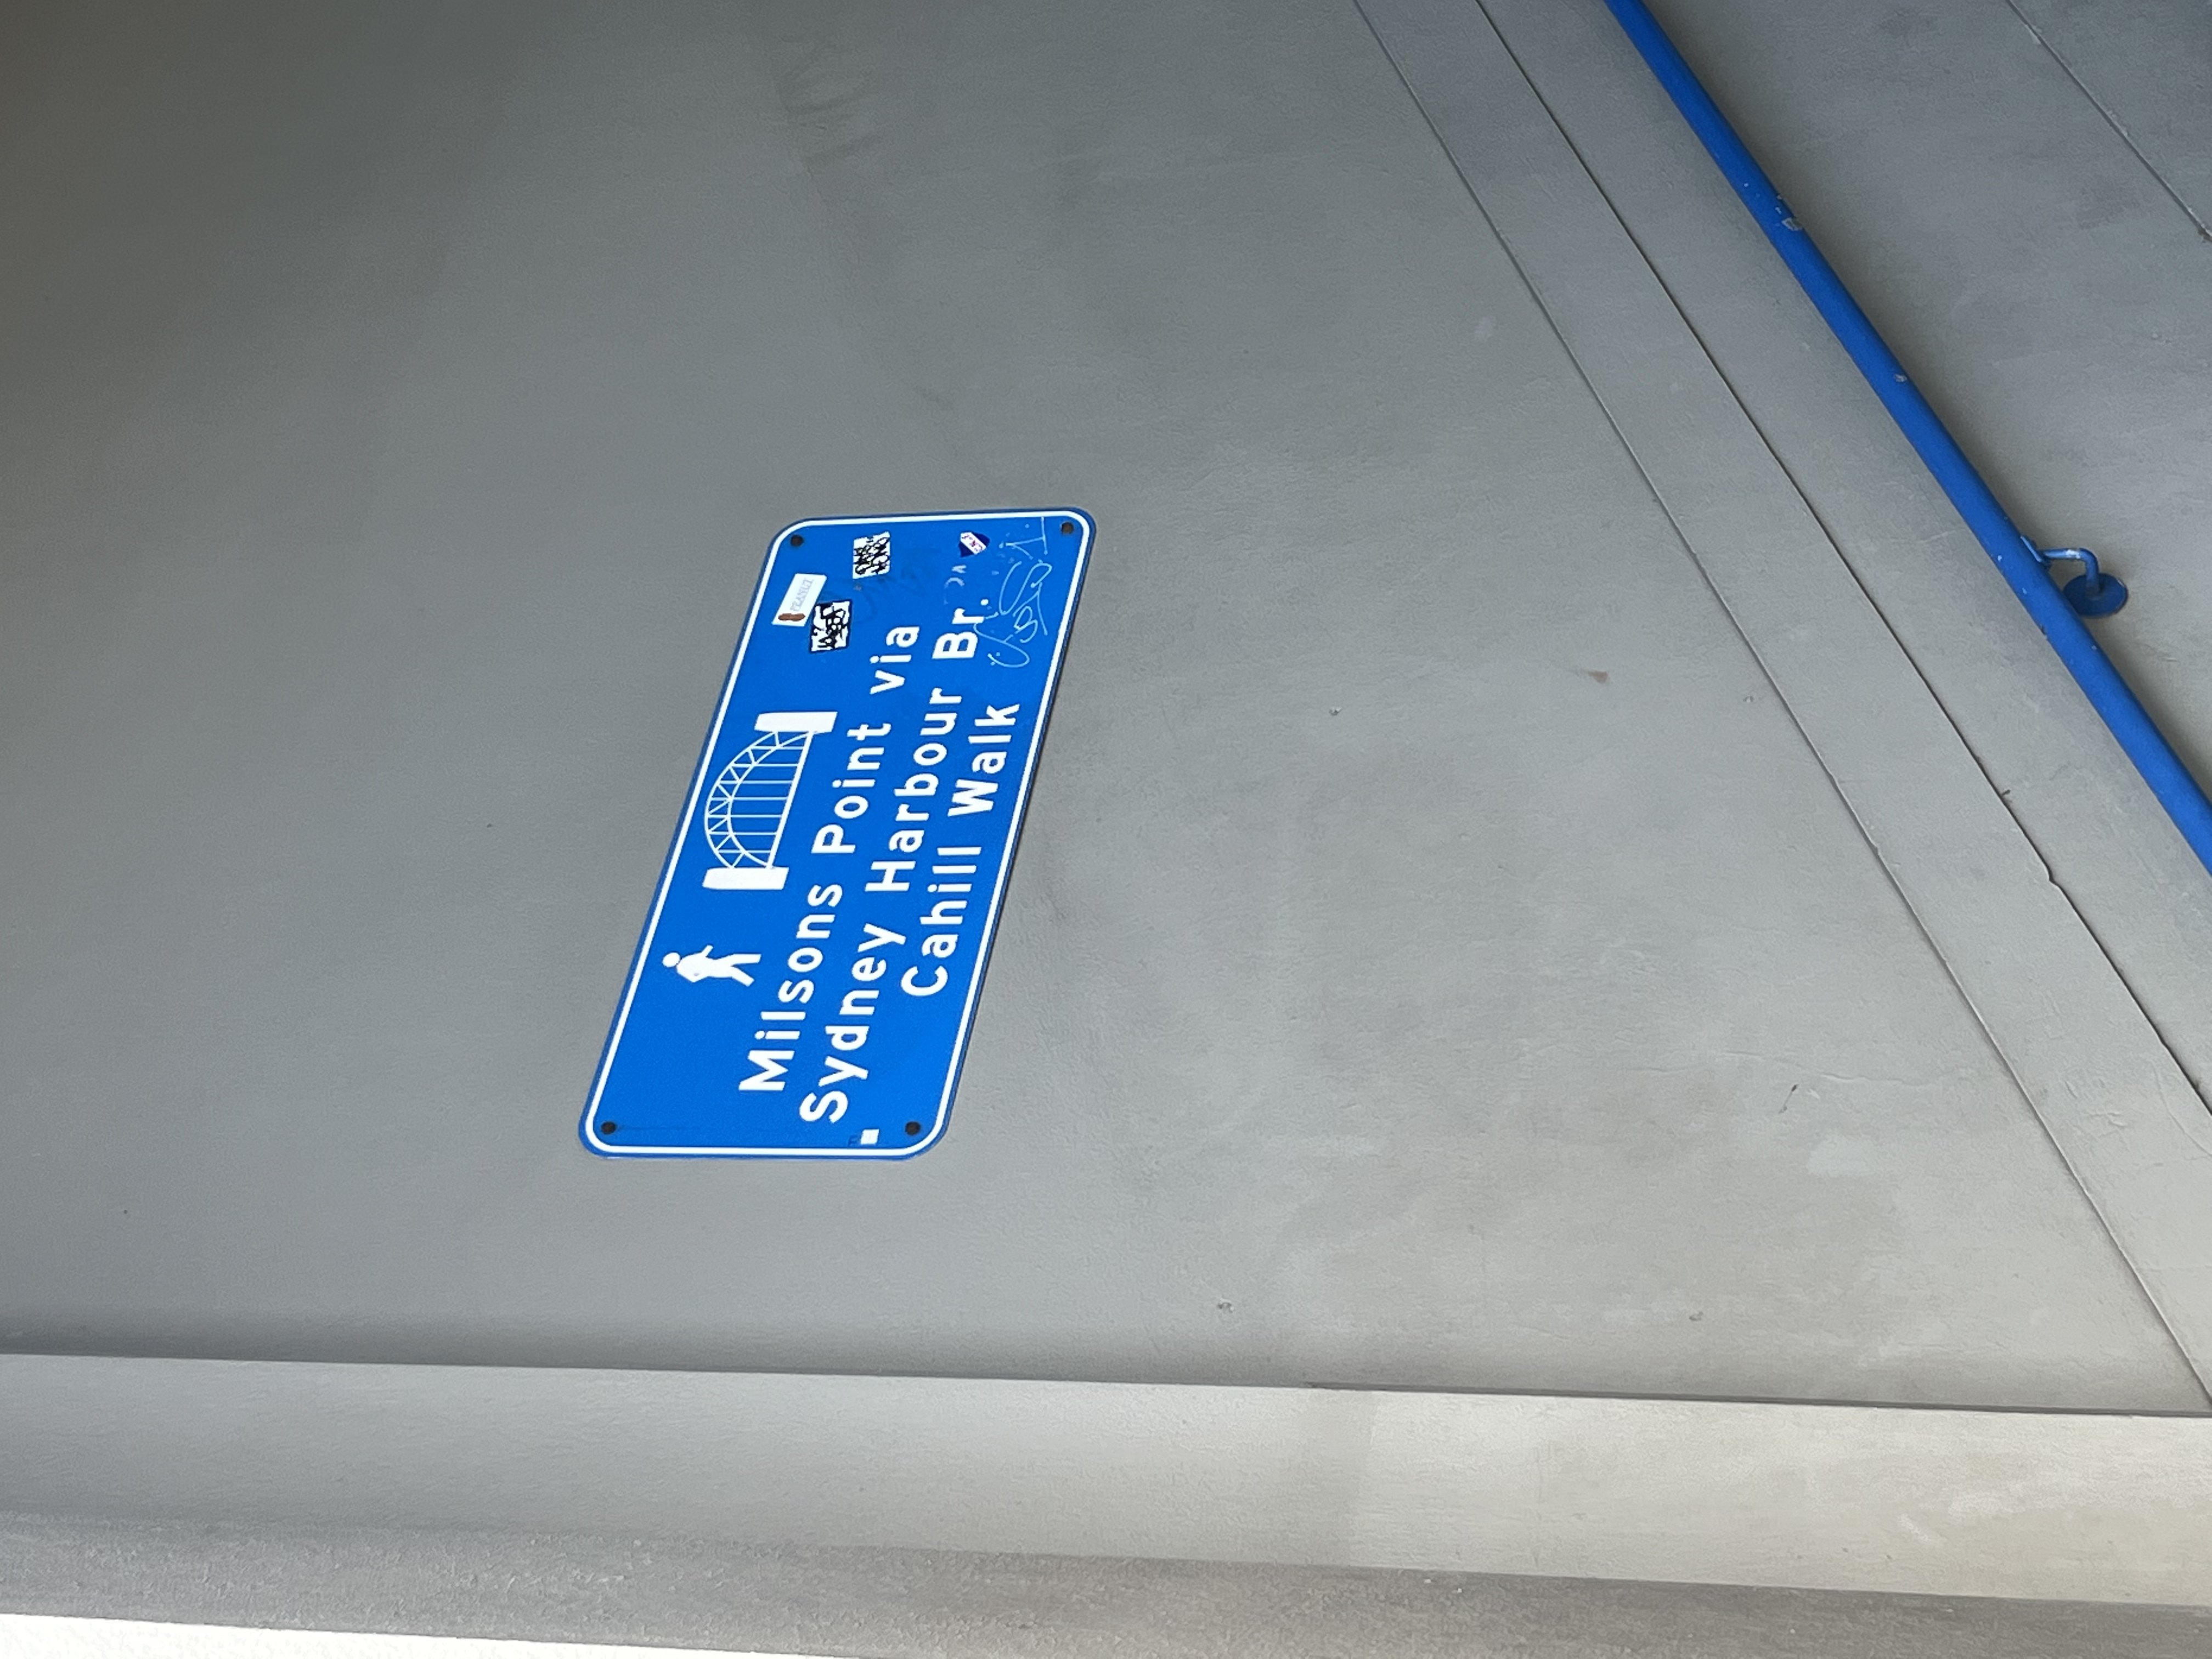 Milsons Point via
Sydney Harbour Br.
Cahill Walk